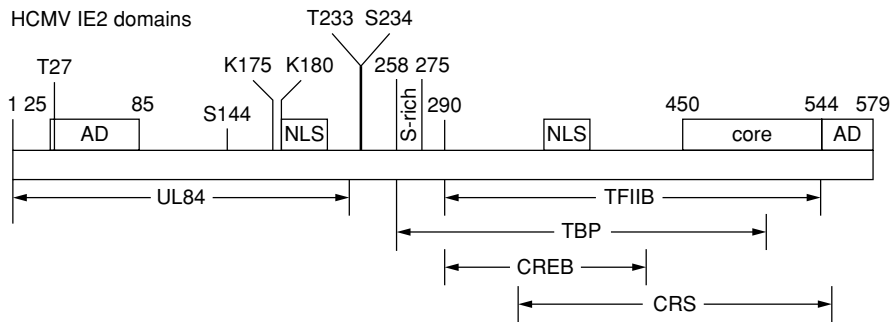 HCMV IE2 domains
T233 S234
T27 K175 K180 258 275
1 25 85 S144 S-rich 290 450 544 579
AD NLS NLS core AD
UL84 TFIIB
TBP
CREB
CRS